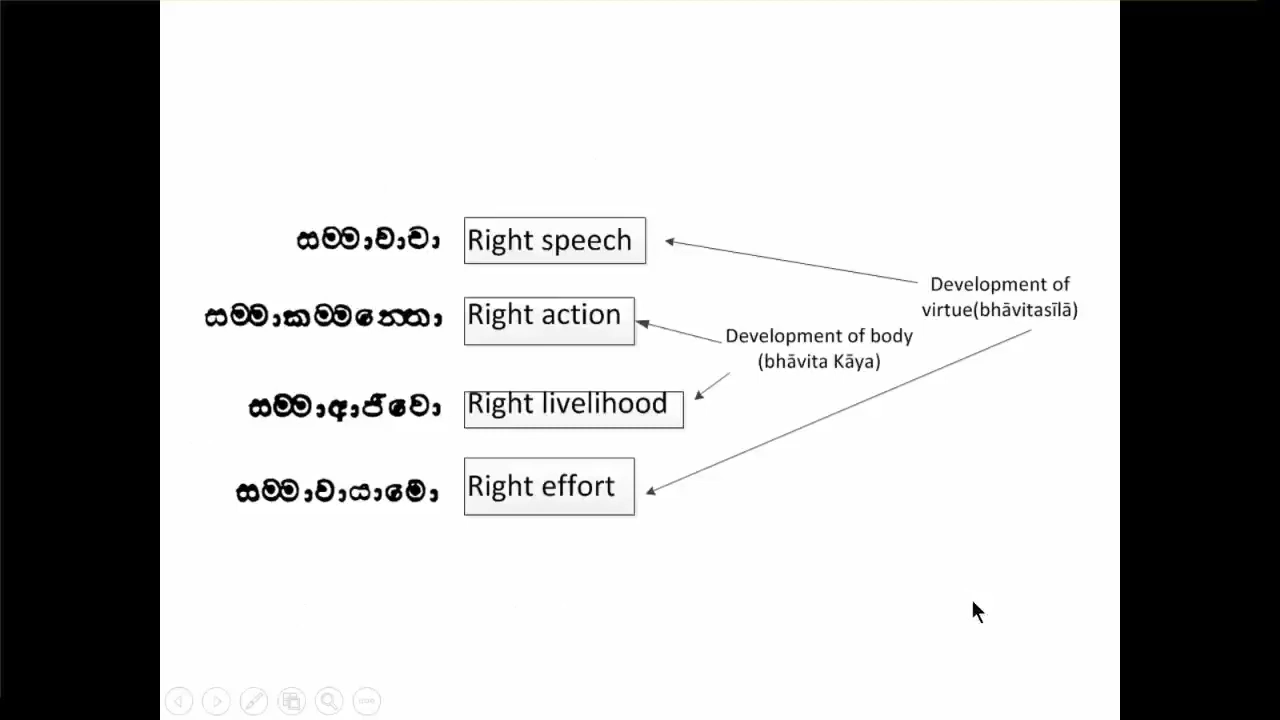 සම්මාවාචා Right speech
සම්මාකම්මන්තො Right action
සම්මාආජීවො Right livelihood
සම්මාවායාමො Right effort
Development of
virtue(bhāvitasīlā)
Development of body
(bhāvita Kāya)